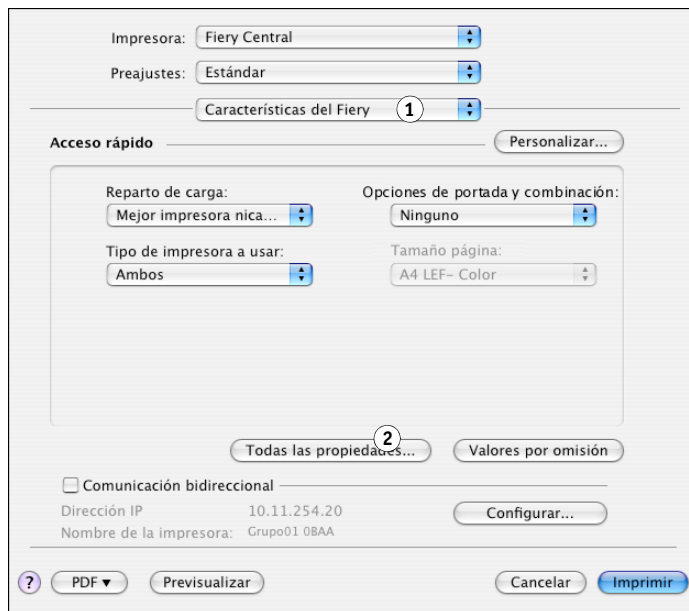 Impresora: Fiery Central
Preajustes: Estándar
Características del Fiery 1
Acceso rápido Personalizar...
Reparto de carga: Opciones de portada y combinación:
Mejor impresora nica... Ninguno
Tipo de impresora a usar: Tamaño página:
Ambos A4 LEF- Color
2
Todas las propiedades... Valores por omisión
Comunicación bidireccional
Dirección IP 10.11.254.20 Configurar...
Nombre de la impresora: Grupo01 0BAA
? PDF ▼ Previsualizar Cancelar Imprimir